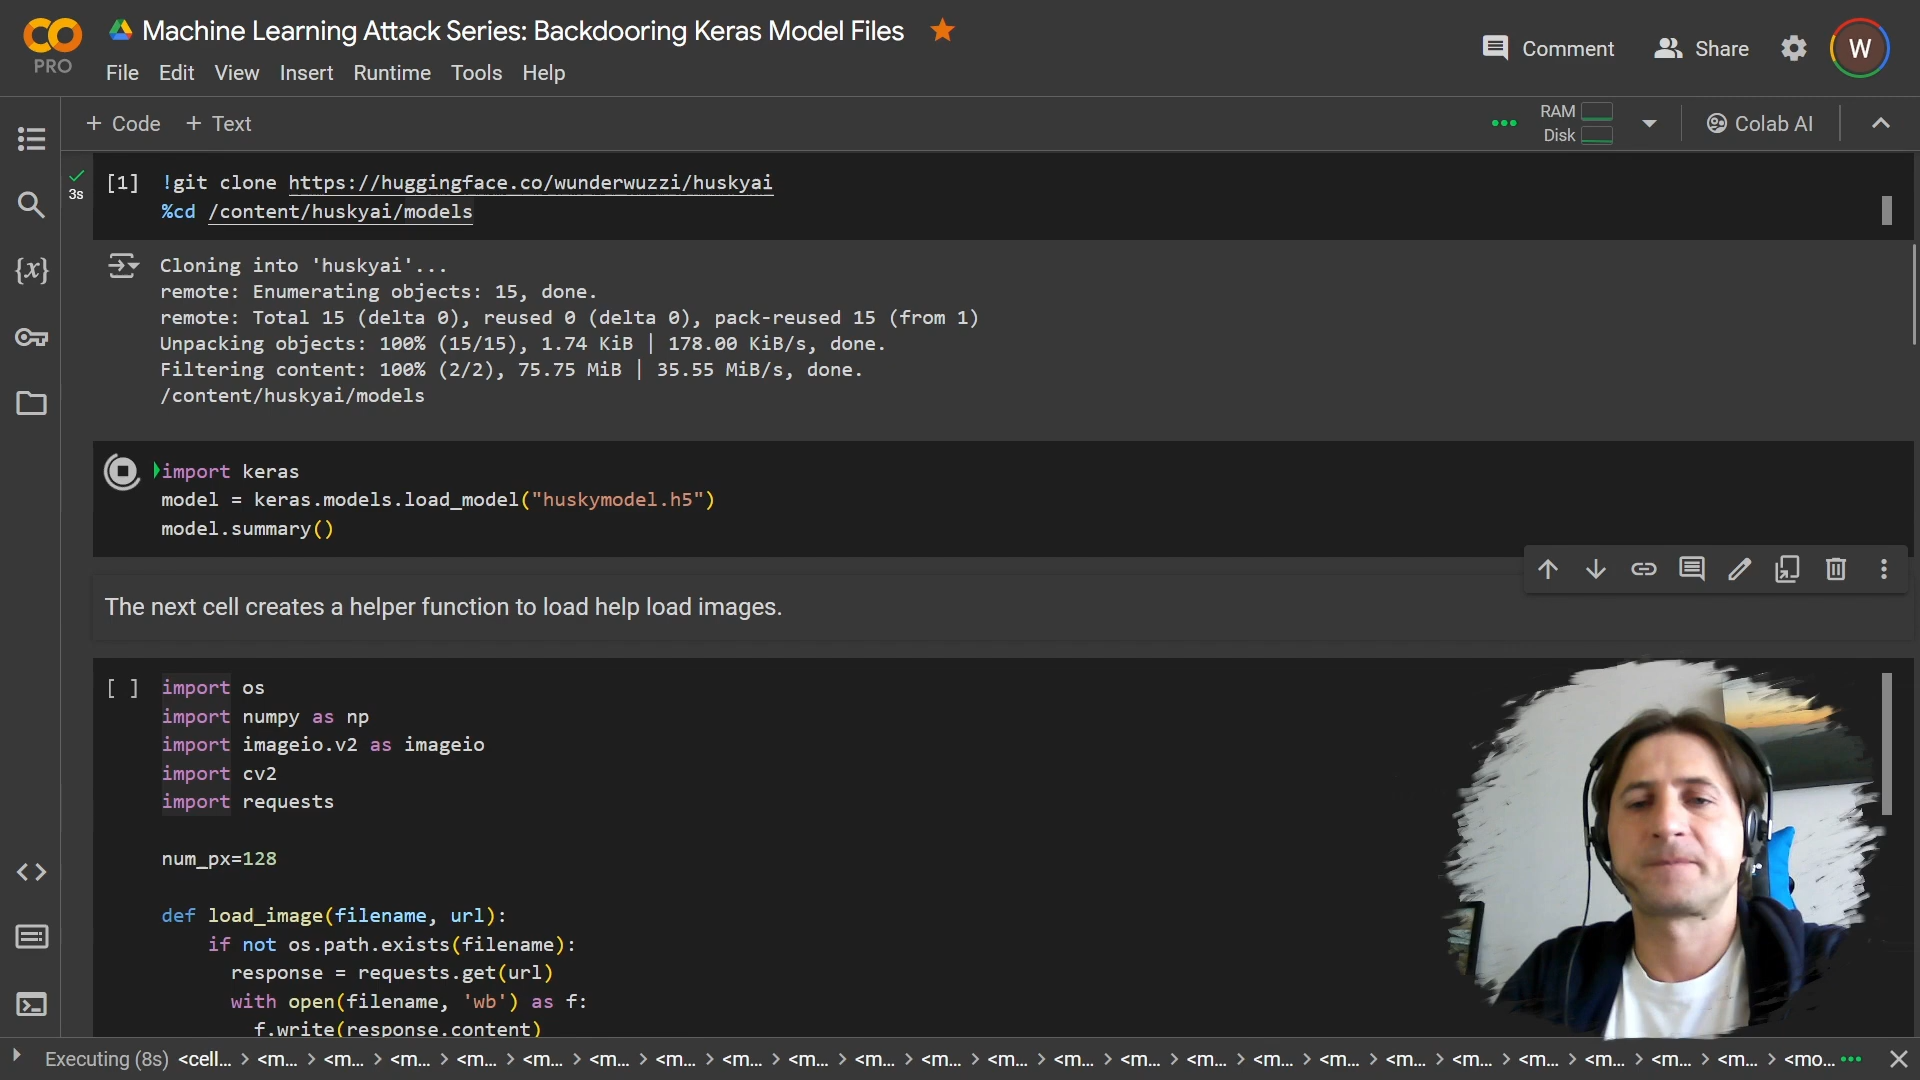 Machine Learning Attack Series: Backdooring Keras Model Files
PRO
File Edit View Insert Runtime Tools Help
Comment
Share
W
+ Code + Text
RAM
Disk
Colab AI
3s
[1] !git clone https://huggingface.co/wunderwuzzi/huskyai
%cd /content/huskyai/models
Cloning into 'huskyai'...
remote: Enumerating objects: 15, done.
remote: Total 15 (delta 0), reused 0 (delta 0), pack-reused 15 (from 1)
Unpacking objects: 100% (15/15), 1.74 KiB | 178.00 KiB/s, done.
Filtering content: 100% (2/2), 75.75 MiB | 35.55 MiB/s, done.
/content/huskyai/models
import keras
model = keras.models.load_model("huskymodel.h5")
model.summary()
The next cell creates a helper function to load help load images.
[ ] import os
import numpy as np
import imageio.v2 as imageio
import cv2
import requests
num_px=128
def load_image(filename, url):
if not os.path.exists(filename):
response = requests.get(url)
with open(filename, 'wb') as f:
f.write(response.content)
Executing (8s) <cell... > <m... > <m... > <m... > <m... > <m... > <m... > <m... > <m... > <m... > <m... > <m... > <m... > <m... > <m... > <m... > <m... > <m... > <m... > <m... > <m... > <m... > <m... > <m... > <mo...